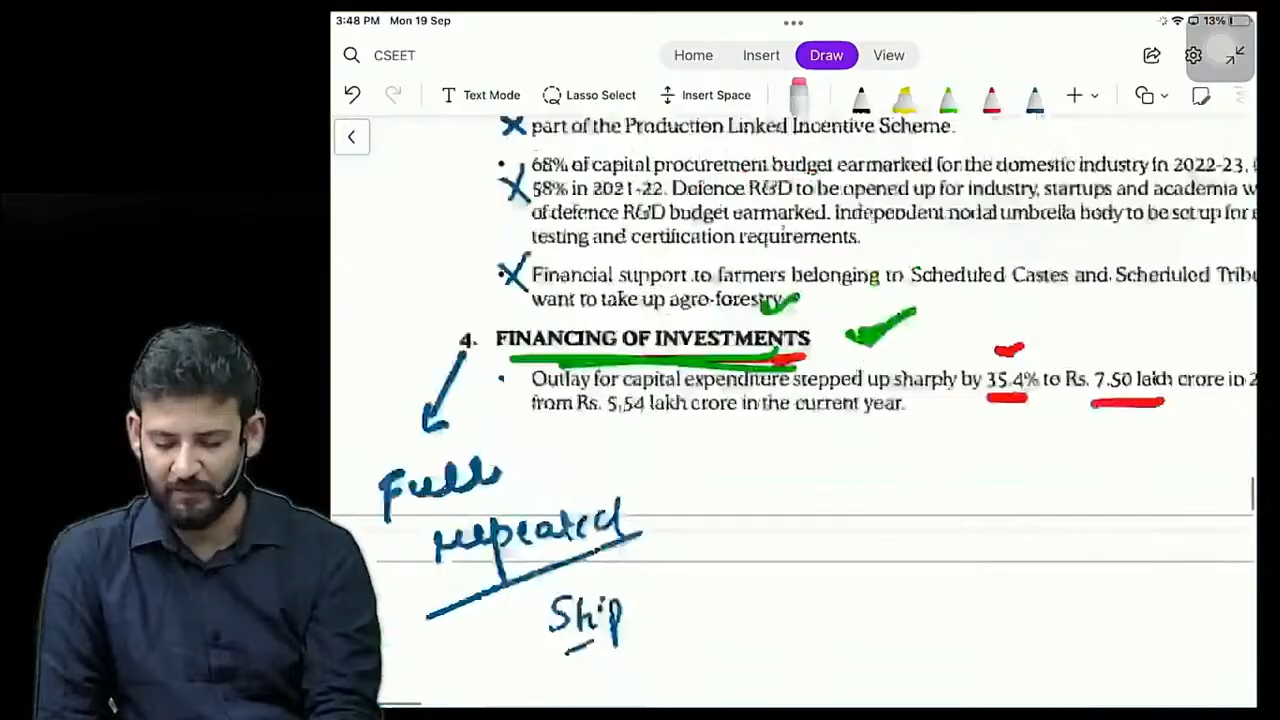 3:48 PM Mon 19 Sep
13%
CSEET
Home Insert Draw View
Text Mode Lasso Select Insert Space
part of the Production Linked Incentive Scheme.
• 68% of capital procurement budget earmarked for the domestic industry in 2022-23,
58% in 2021-22. Defence R&D to be opened up for industry, startups and academia w
of defence R&D budget earmarked. Independent nodal umbrella body to be set up for
testing and certification requirements.
• Financial support to farmers belonging to Scheduled Castes and Scheduled Tribe
want to take up agro-forestry
4. FINANCING OF INVESTMENTS
• Outlay for capital expenditure stepped up sharply by 35.4% to Rs. 7.50 lakh crore in 2
from Rs. 5.54 lakh crore in the current year.
repeated